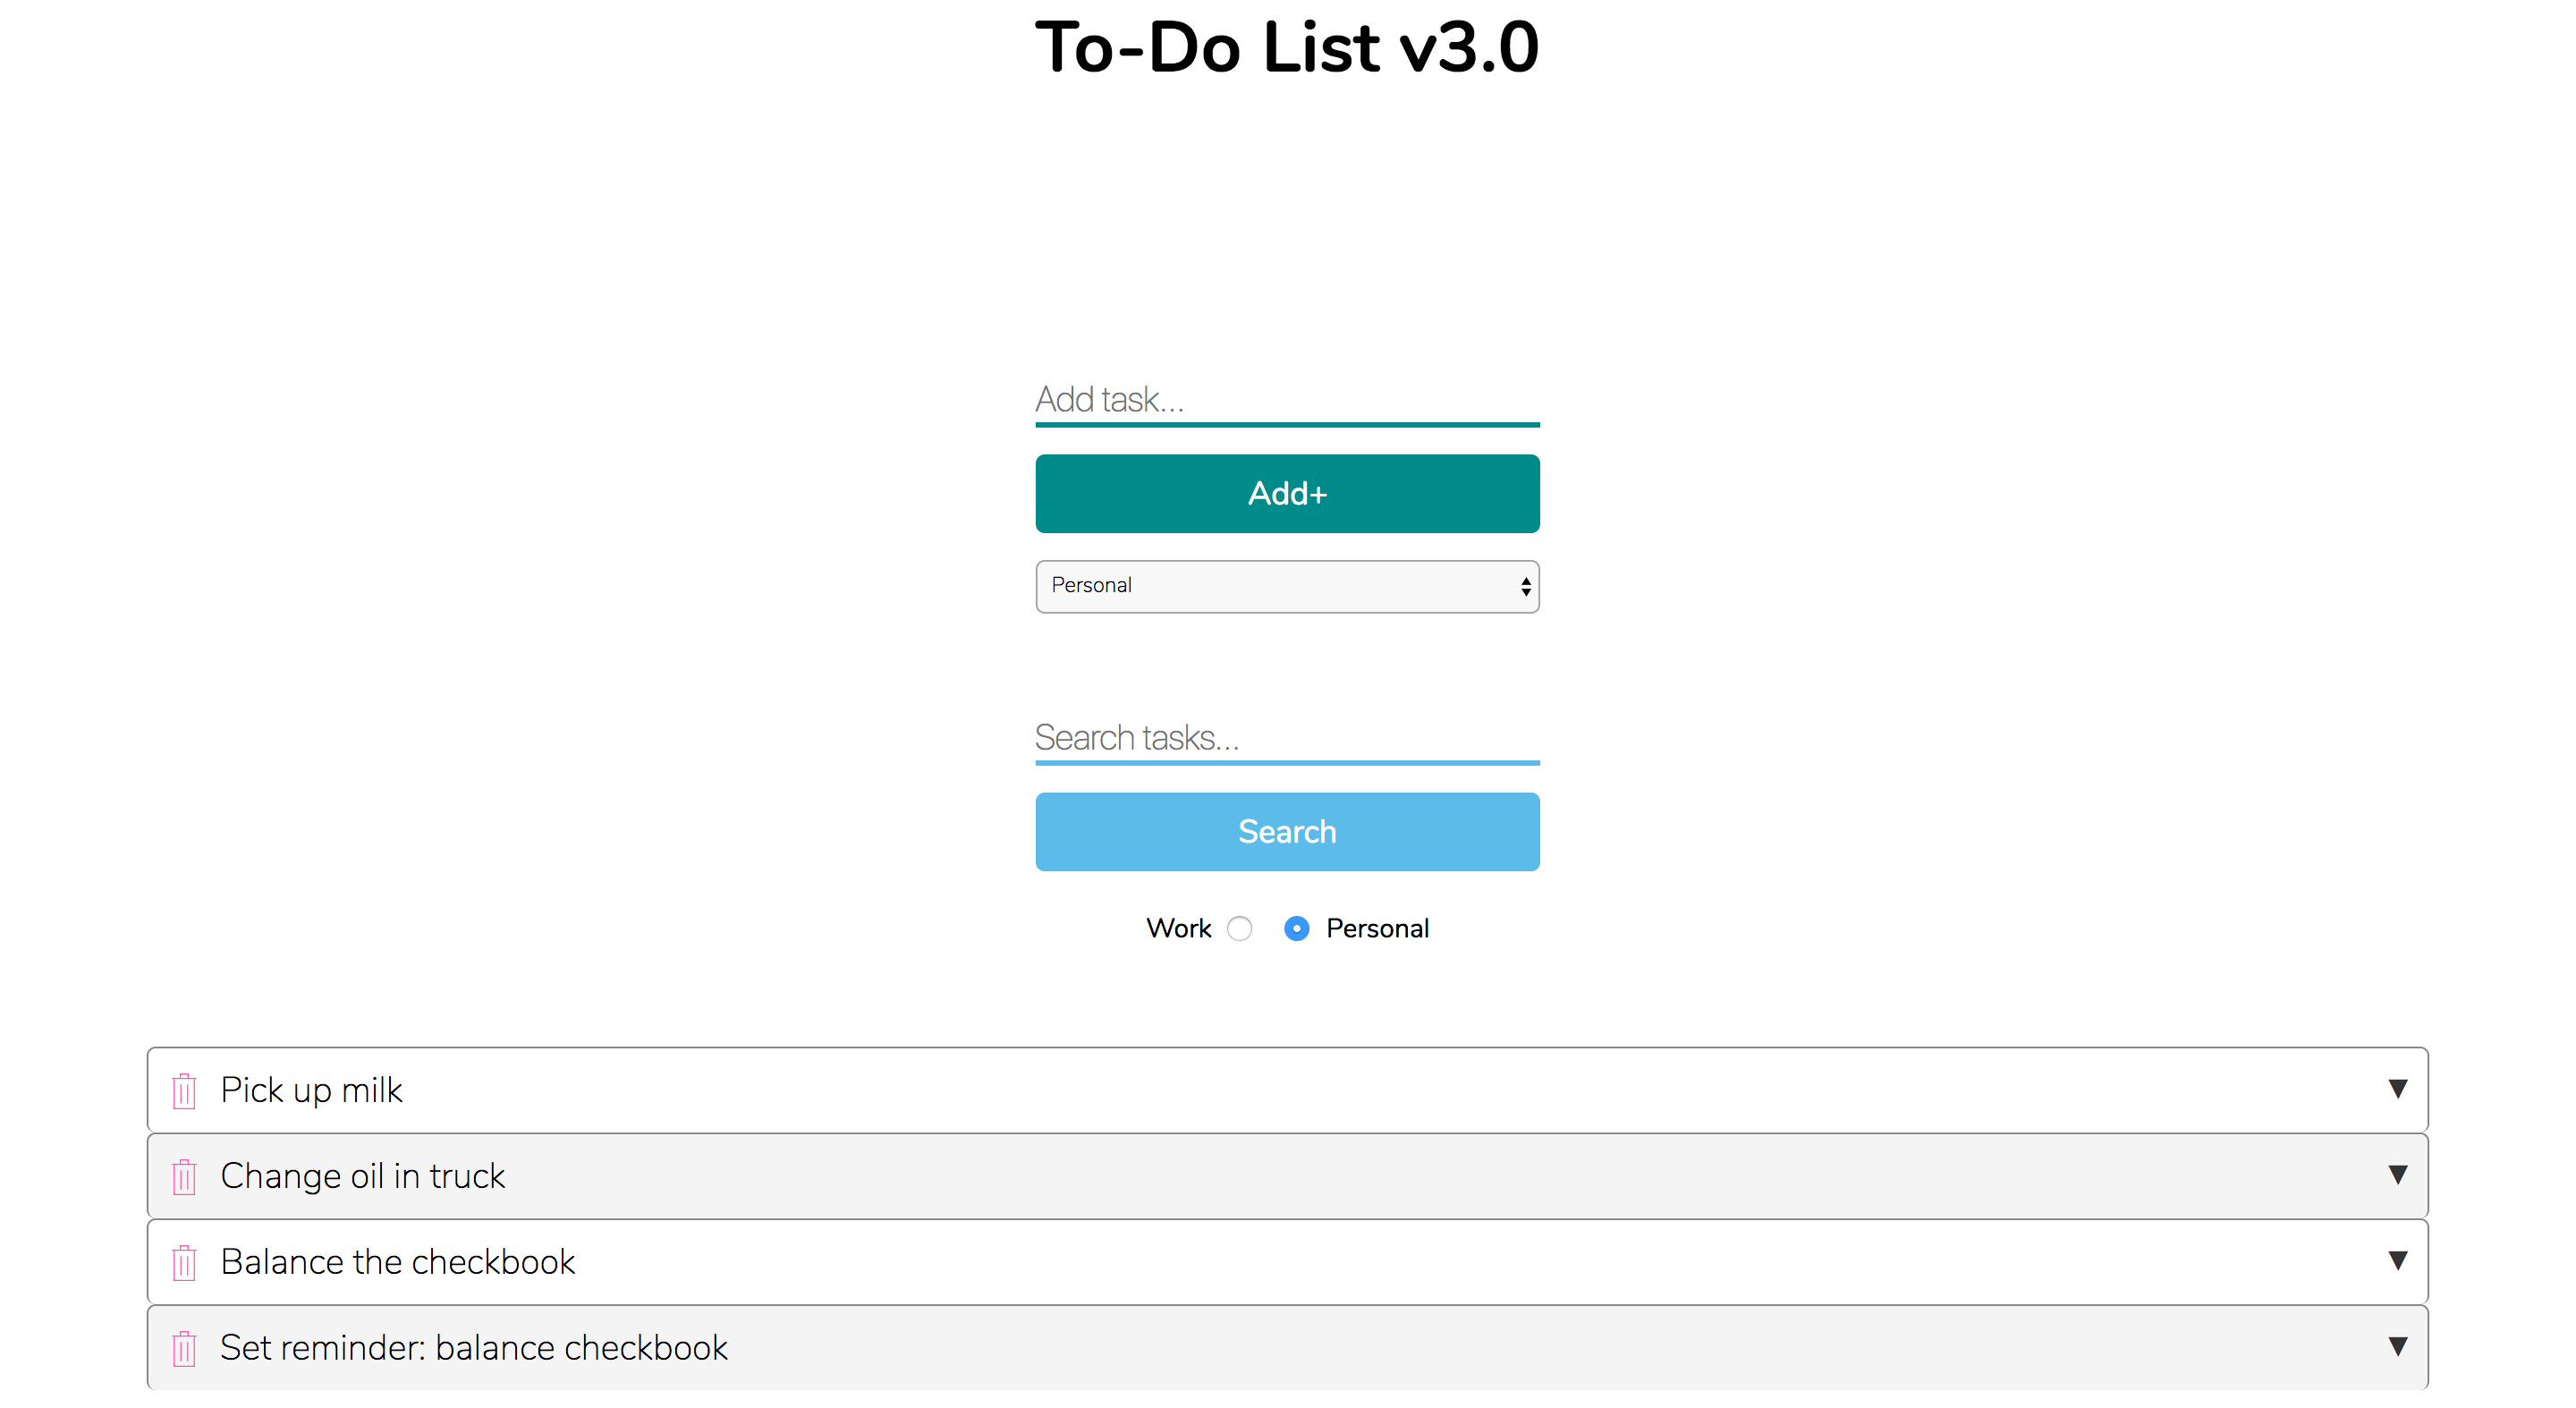 To-Do List v3.0
Add task...
Add+
Personal
Search tasks...
Search
Work Personal
Pick up milk
Change oil in truck
Balance the checkbook
Set reminder: balance checkbook